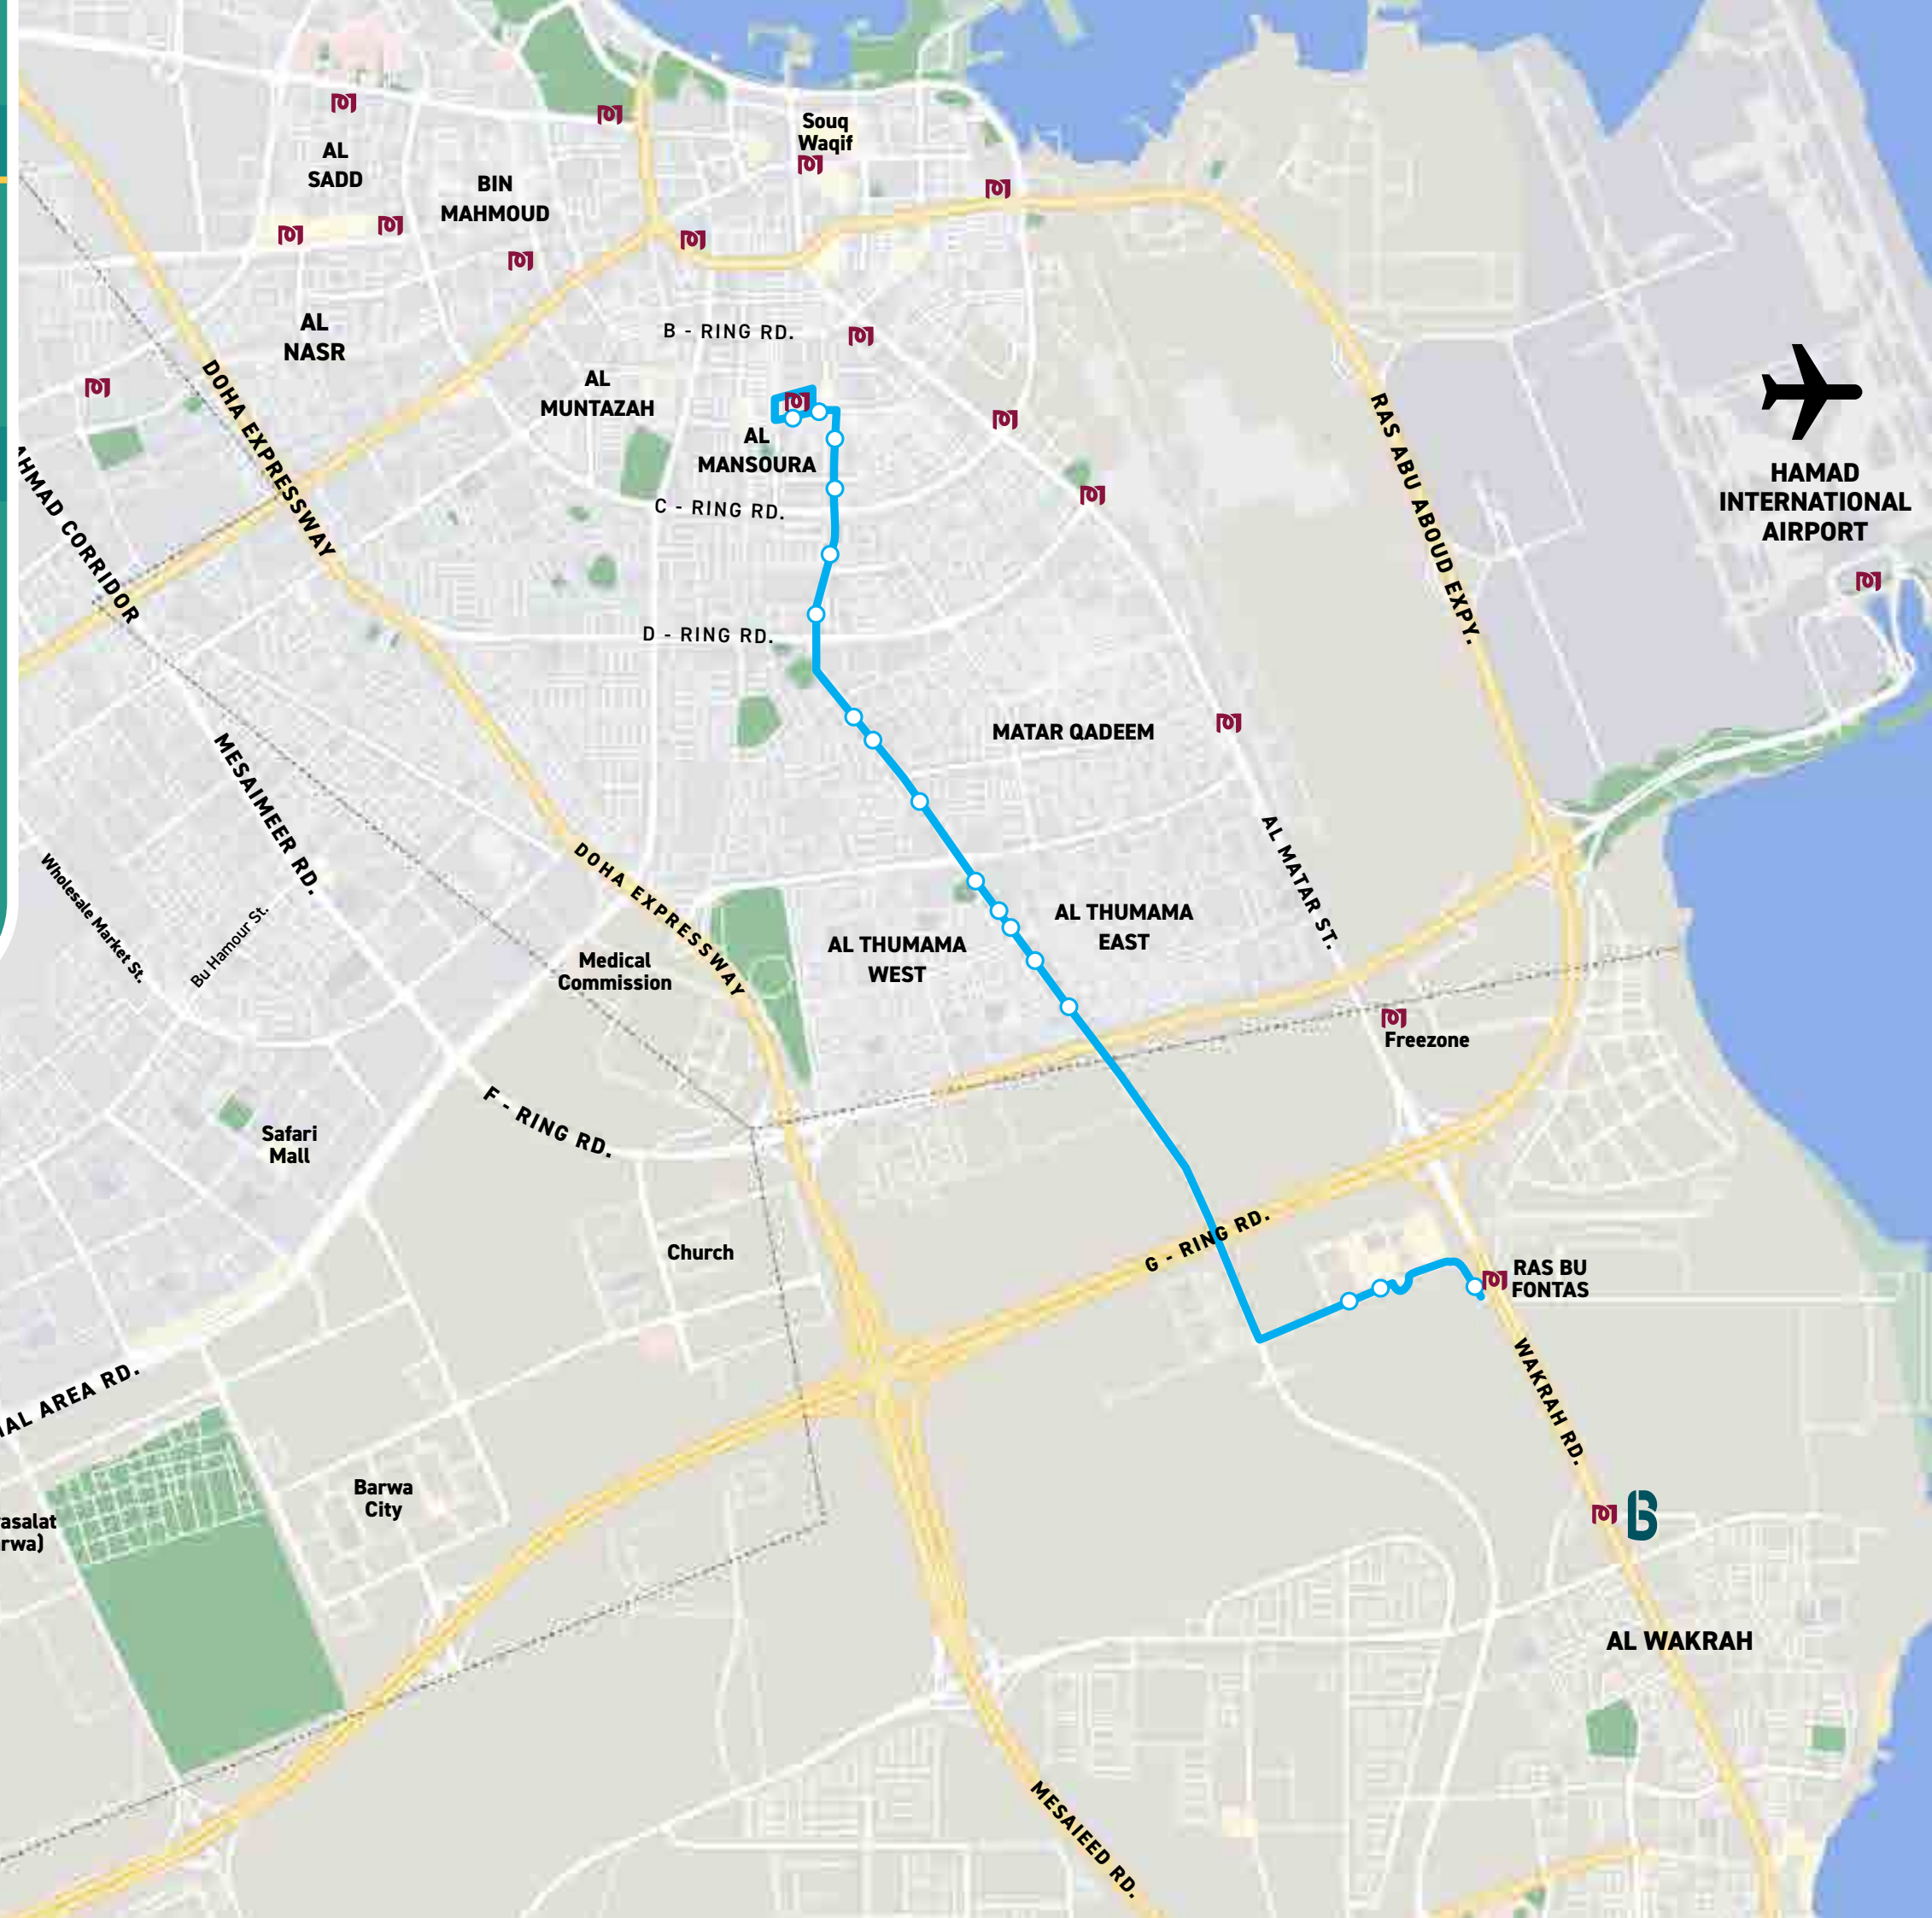 Souq
Waqif
AL
SADD
BIN
MAHMOUD
AL
NASR
B - RING RD.
AL
MUNTAZAH
AL
MANSOURA
C - RING RD.
DOHA EXPRESSWAY
RAS ABU ABOUD EXPY.
HAMAD
INTERNATIONAL
AIRPORT
AHMAD CORRIDOR
D - RING RD.
MATAR QADEEM
MESAIMEER RD.
AL MATAR ST.
DOHA EXPRESSWAY
Wholesale Market St.
Bu Hamour St.
AL THUMAMA
EAST
AL THUMAMA
WEST
Medical
Commission
Freezone
F - RING RD.
Safari
Mall
Church
G - RING RD.
RAS BU
FONTAS
WAKRAH RD.
IAL AREA RD.
Barwa
City
asalat
rwa)
B
AL WAKRAH
MESAIEED RD.